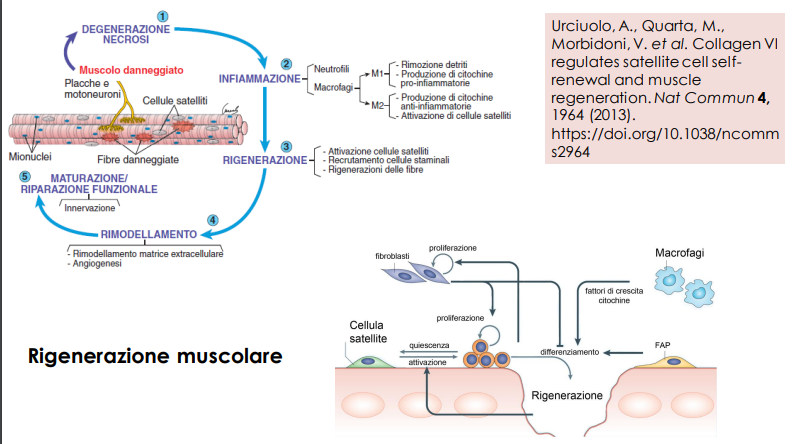 1
DEGENERAZIONE
NECROSI
Muscolo danneggiato
Placche e
motoneuroni
Cellule satelliti
Mionuclei
Fibre danneggiate
2
INFIAMMAZIONE
Neutrofili
Macrofagi
M1
- Rimozione detriti
- Produzione di citochine
pro-infiammatorie
M2
- Produzione di citochine
anti-infiammatorie
- Attivazione di cellule satelliti
3
RIGENERAZIONE
- Attivazione cellule satelliti
- Recrutamento cellule staminali
- Rigenerazioni delle fibre
4
RIMODELLAMENTO
- Rimodellamento matrice extracellulare
- Angiogenesi
5
MATURAZIONE/
RIPARAZIONE FUNZIONALE
Innervazione
Urciuolo, A., Quarta, M.,
Morbidoni, V. et al. Collagen VI
regulates satellite cell self-
renewal and muscle
regeneration. Nat Commun 4,
1964 (2013).
https://doi.org/10.1038/ncomm
s2964
Rigenerazione muscolare
fibroblasti
proliferazione
Macrofagi
fattori di crescita
citochine
proliferazione
Cellula
satellite
quiescenza
attivazione
differenziamento
FAP
Rigenerazione